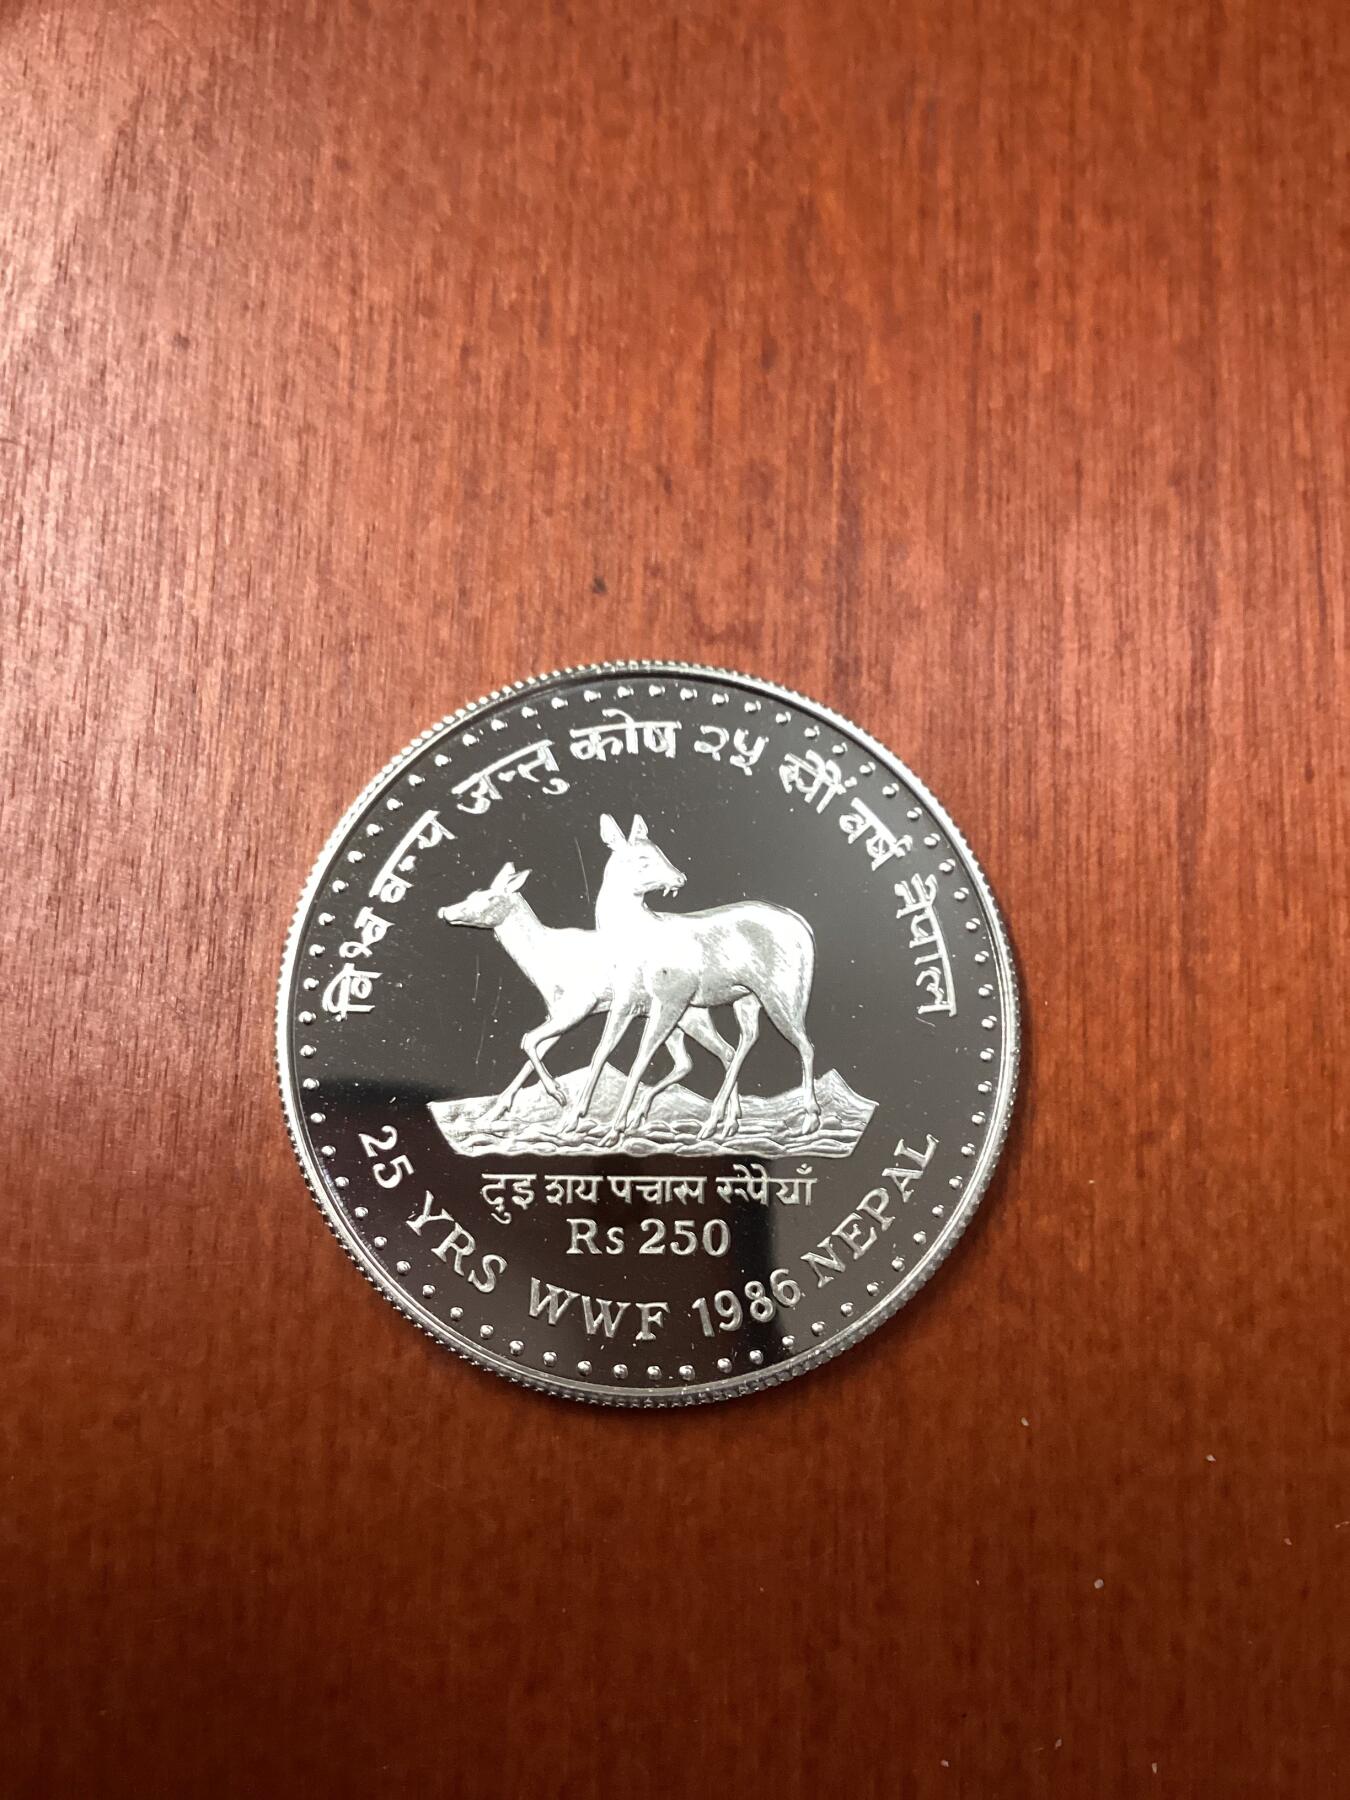 विश्व वन्य जन्तु कोष २५ औं वर्ष नेपाल
दुइ शय पचास रूपैयाँ
Rs 250
25 YRS WWF 1986 NEPAL